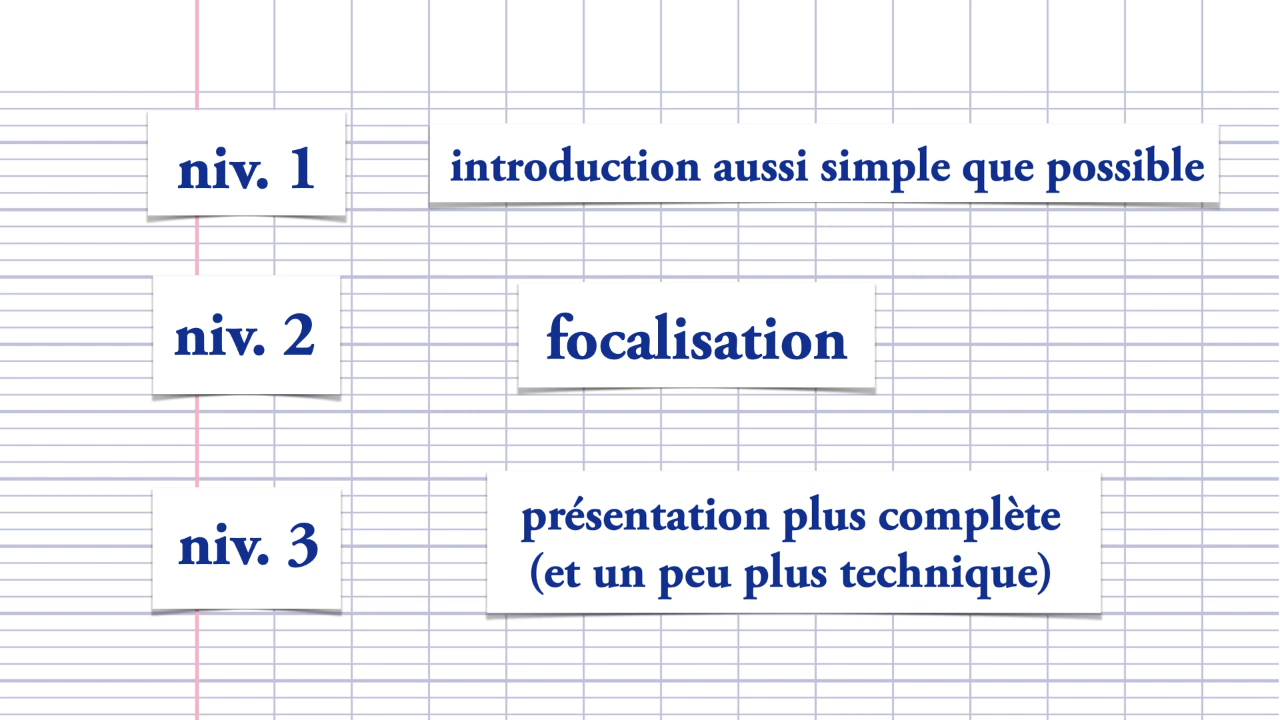 niv. 1
introduction aussi simple que possible
niv. 2
focalisation
niv. 3
présentation plus complète
(et un peu plus technique)